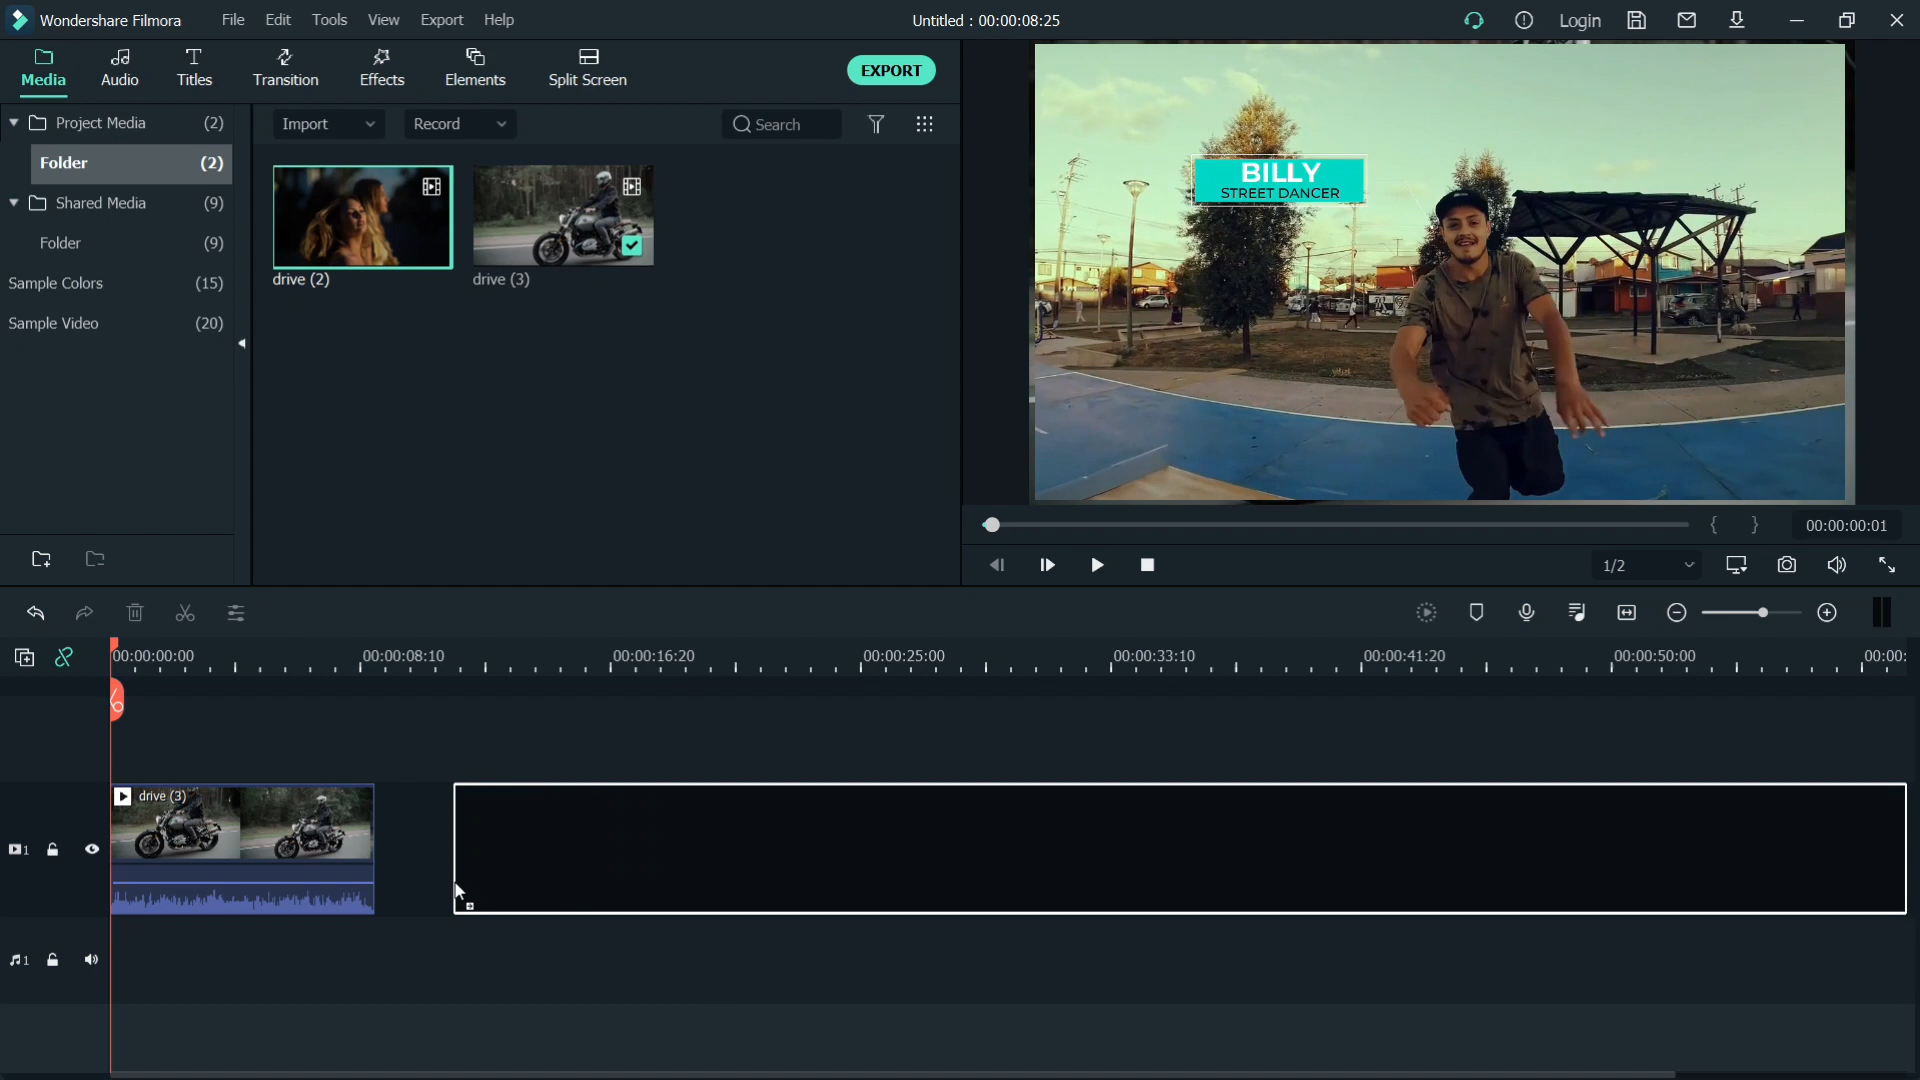 Wondershare Filmora File Edit Tools View Export Help Untitled : 00:00:08:25 Login
Media Audio Titles Transition Effects Elements Split Screen EXPORT
Project Media (2)
Folder (2)
Shared Media (9)
Folder (9)
Sample Colors (15)
Sample Video (20)
Import Record Search
drive (2) drive (3)
BILLY
STREET DANCER
{ } 00:00:00:01
1/2
00:00:00:00 00:00:08:10 00:00:16:20 00:00:25:00 00:00:33:10 00:00:41:20 00:00:50:00 00:00:
drive (3)
1
1